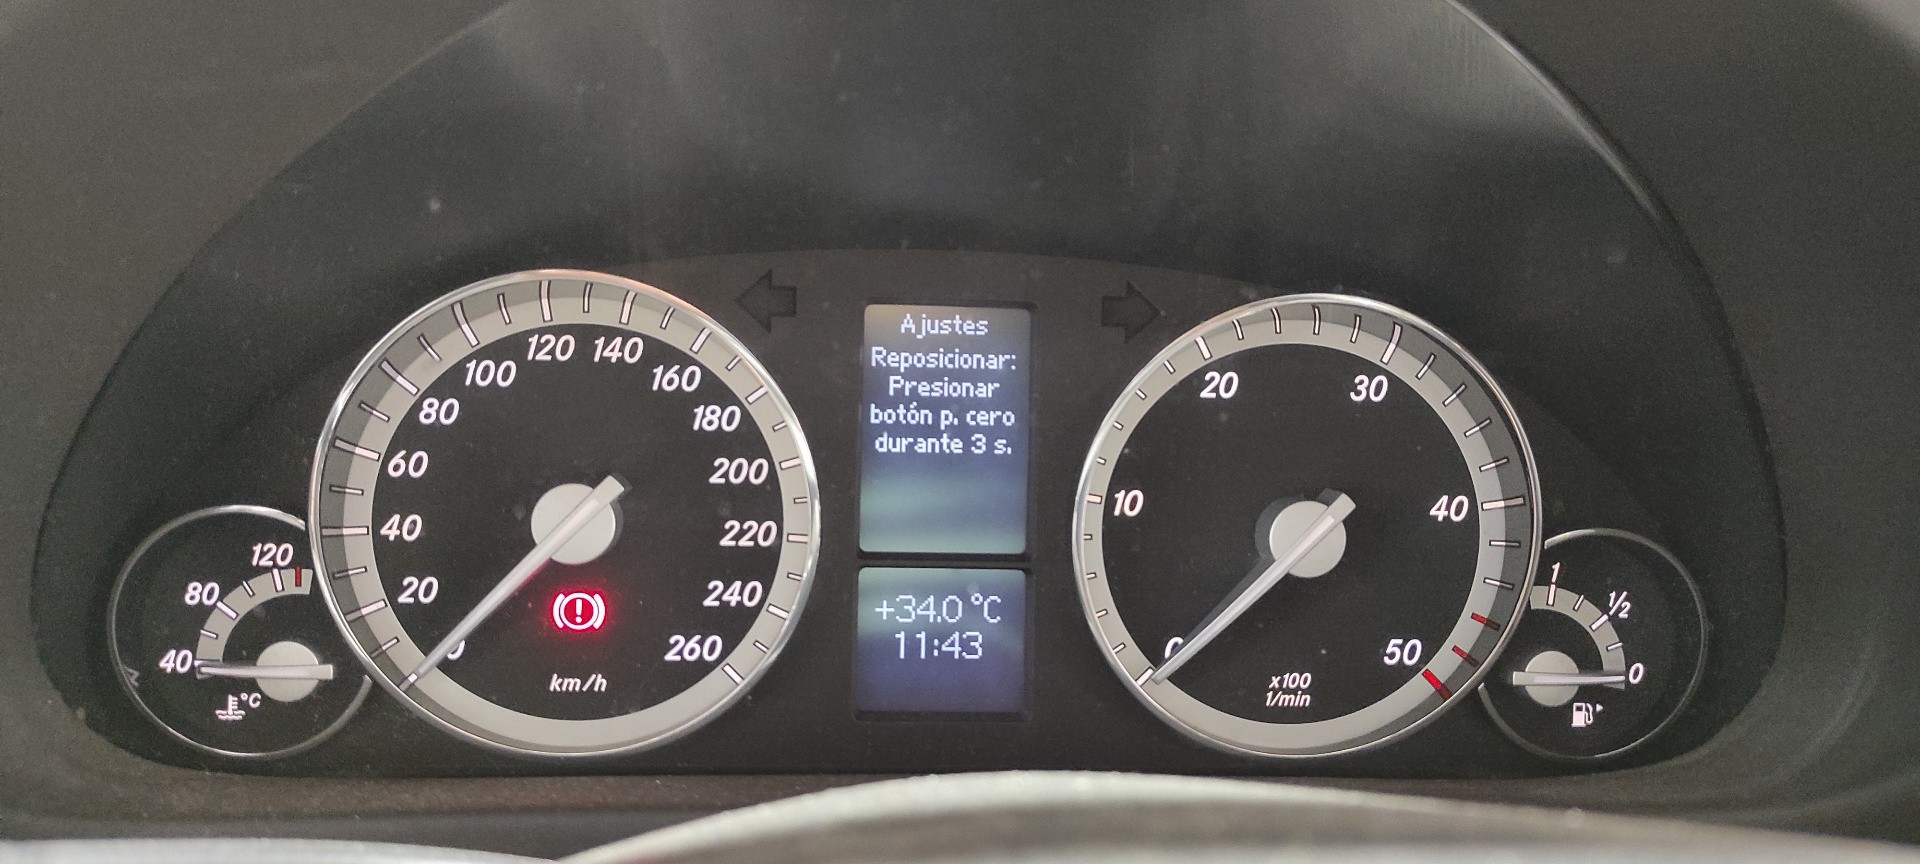 120
80
40
°C
0
20
40
60
80
100
120
140
160
180
200
220
240
260
km/h
Ajustes
Reposicionar:
Presionar
botón p. cero
durante 3 s.
+34.0 °C
11:43
0
10
20
30
40
50
x100
1/min
1
1/2
0